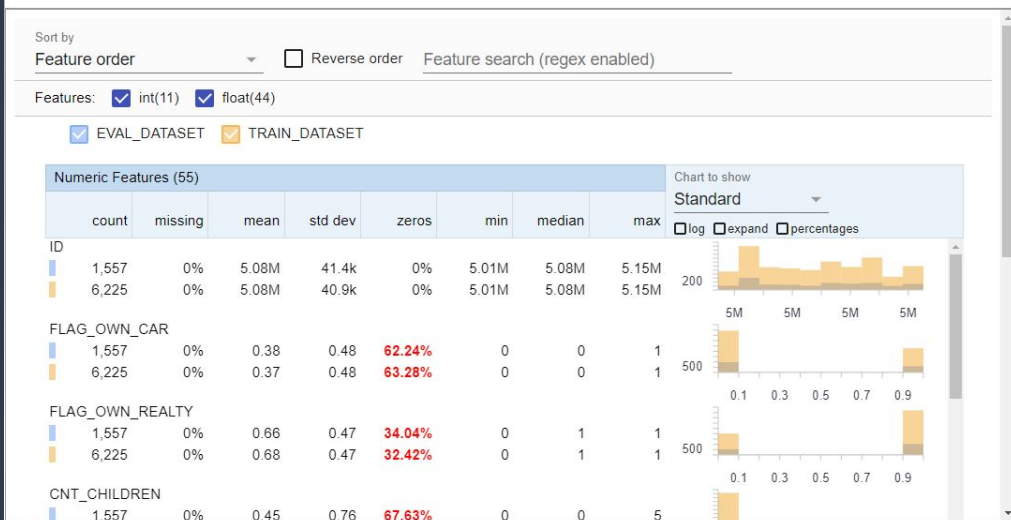 Sort by
Feature order
Reverse order
Feature search (regex enabled)
Features: int(11) float(44)
EVAL_DATASET TRAIN_DATASET
Numeric Features (55)
Chart to show
Standard
count missing mean std dev zeros min median max
log expand percentages
ID
1,557 0% 5.08M 41.4k 0% 5.01M 5.08M 5.15M
6,225 0% 5.08M 40.9k 0% 5.01M 5.08M 5.15M
200
5M 5M 5M 5M
FLAG_OWN_CAR
1,557 0% 0.38 0.48 62.24% 0 0 1
6,225 0% 0.37 0.48 63.28% 0 0 1
500
0.1 0.3 0.5 0.7 0.9
FLAG_OWN_REALTY
1,557 0% 0.66 0.47 34.04% 0 1 1
6,225 0% 0.68 0.47 32.42% 0 1 1
500
0.1 0.3 0.5 0.7 0.9
CNT_CHILDREN
1,557 0% 0.45 0.76 67.63% 0 0 5